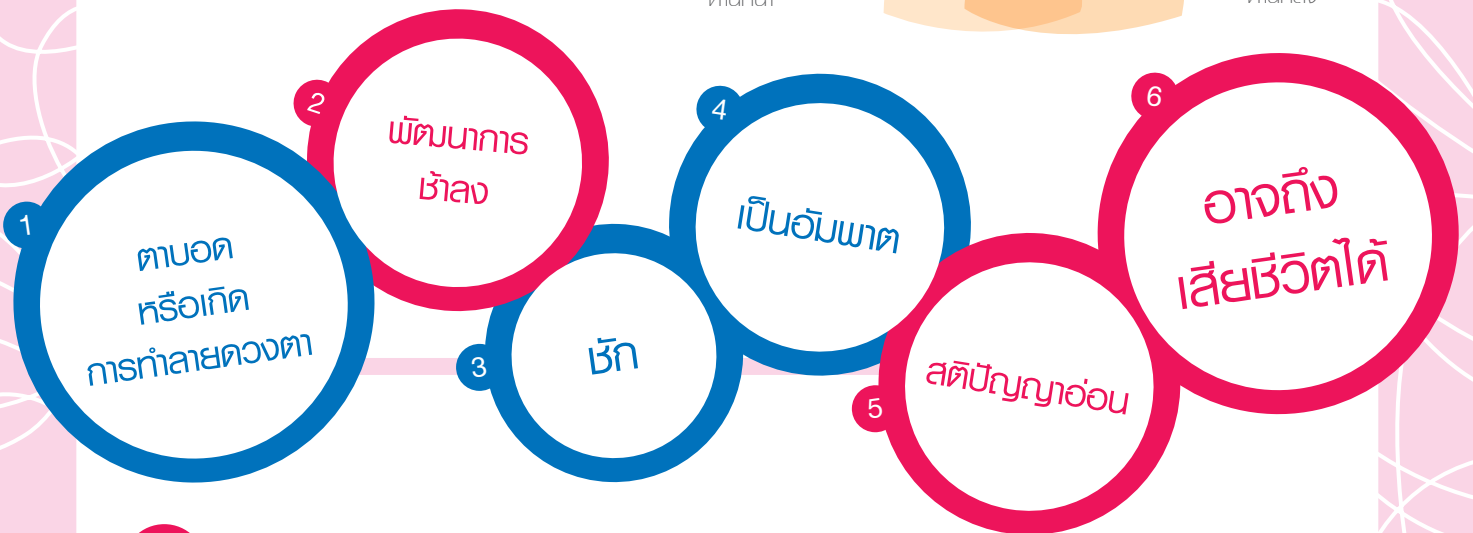 1
ตาบอด
หรือเกิด
การทำลายดวงตา
2
พัฒนาการ
ช้าลง
3
ชัก
4
เป็นอัมพาต
5
สติปัญญาอ่อน
6
อาจถึง
เสียชีวิตได้